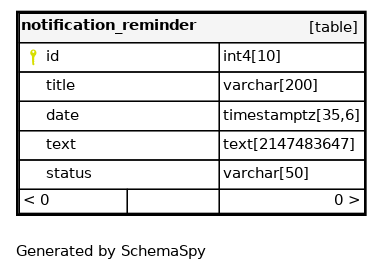 notification_reminder [table]
id int4[10]
title varchar[200]
date timestamptz[35,6]
text text[2147483647]
status varchar[50]
< 0 0 >
Generated by SchemaSpy